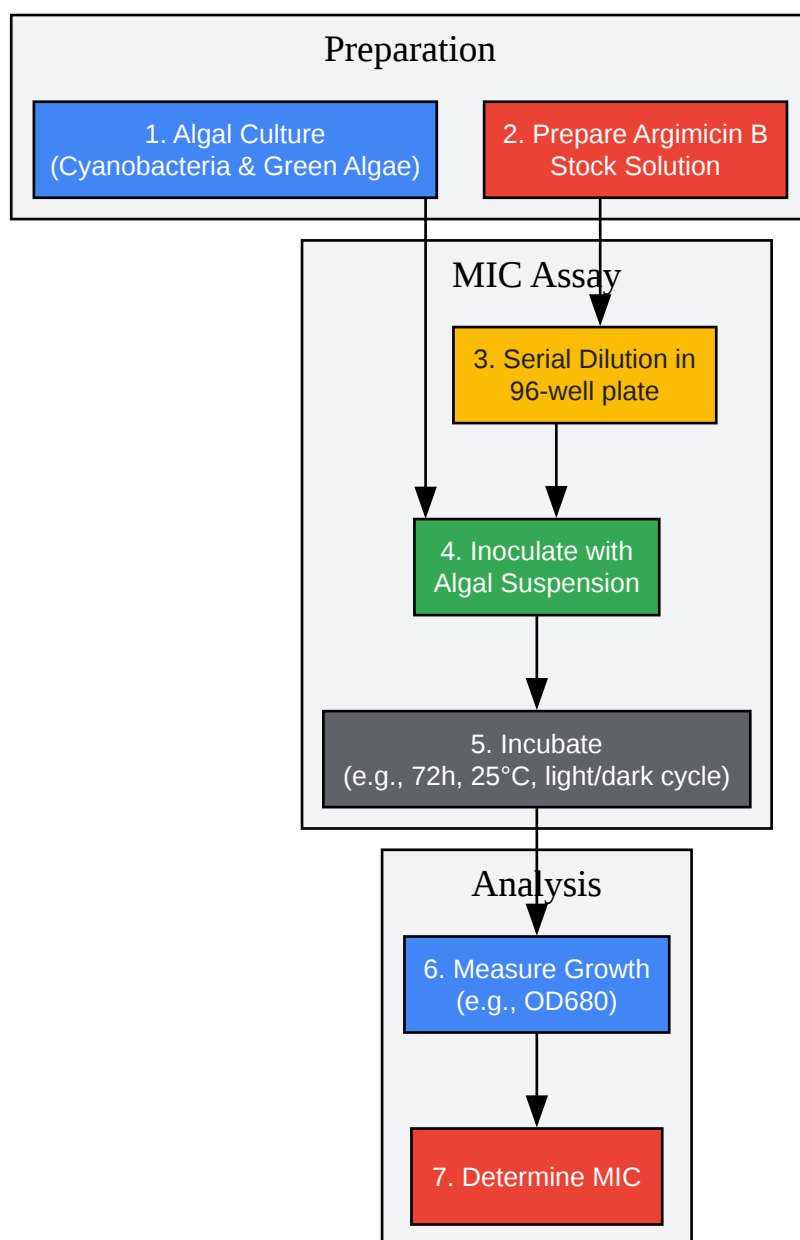 Preparation
1. Algal Culture
(Cyanobacteria & Green Algae)
2. Prepare Argimicin B
Stock Solution
MIC Assay
3. Serial Dilution in
96-well plate
4. Inoculate with
Algal Suspension
5. Incubate
(e.g., 72h, 25°C, light/dark cycle)
Analysis
6. Measure Growth
(e.g., OD680)
7. Determine MIC